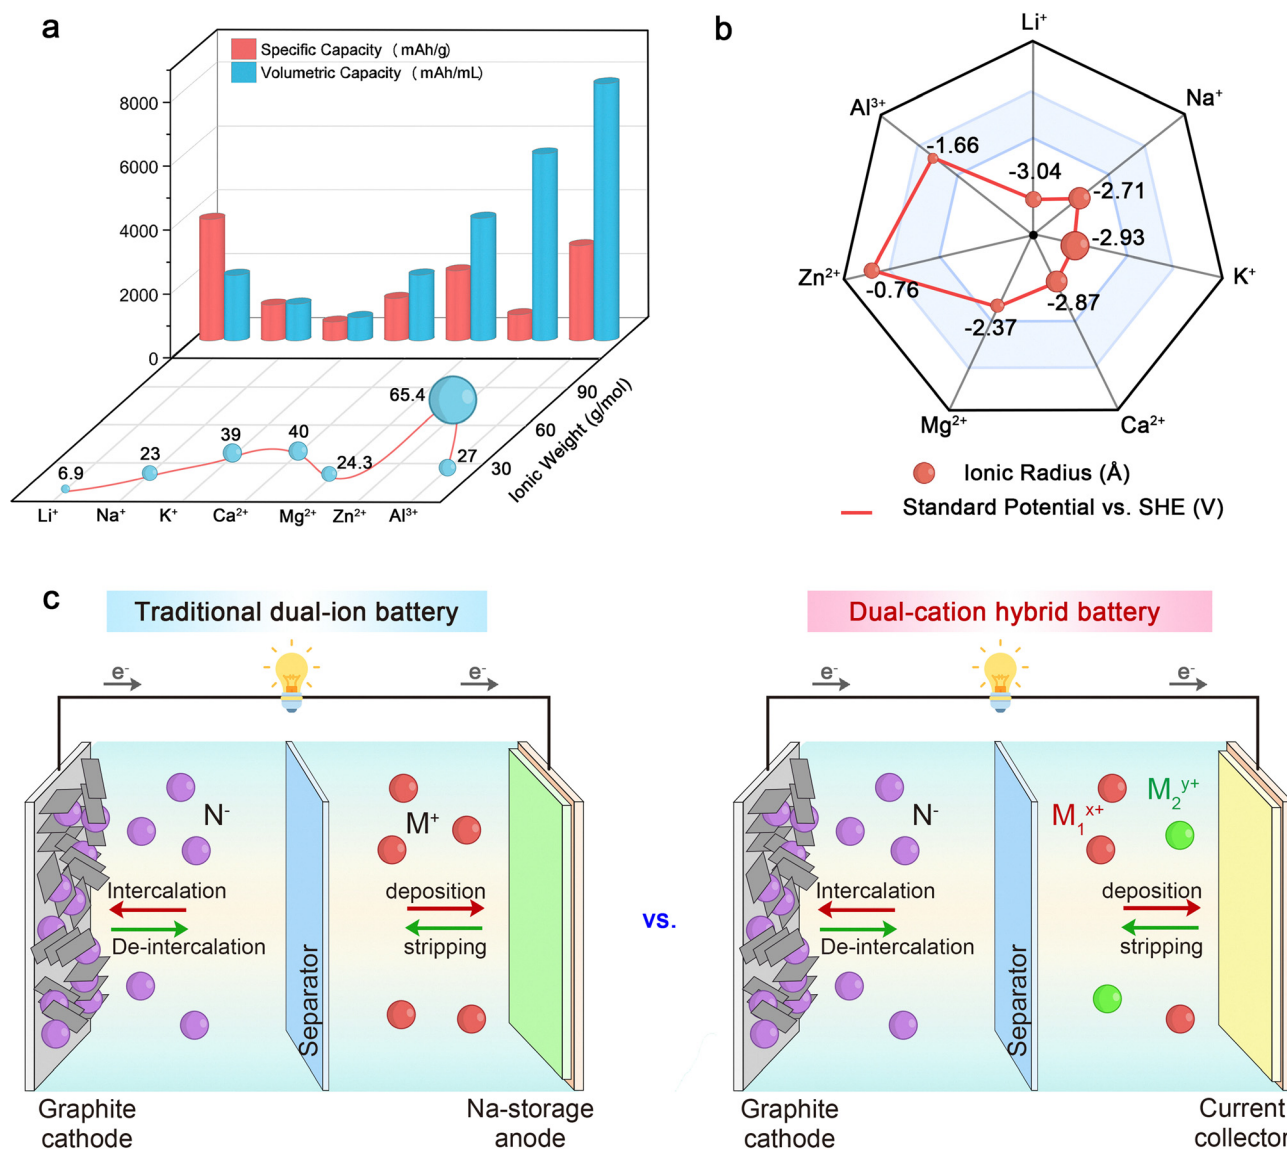 a
Specific Capacity (mAh/g)
Volumetric Capacity (mAh/mL)
8000
6000
4000
2000
0
6.9
23
39
40
24.3
65.4
27
30
60
90
Ionic Weight (g/mol)
Li⁺
Na⁺
K⁺
Ca²⁺
Mg²⁺
Zn²⁺
Al³⁺
b
Li⁺
Na⁺
K⁺
Ca²⁺
Mg²⁺
Zn²⁺
Al³⁺
-3.04
-2.71
-2.93
-2.87
-2.37
-0.76
-1.66
Ionic Radius (Å)
Standard Potential vs. SHE (V)
c
Traditional dual-ion battery
e⁻
e⁻
N⁻
M⁺
Intercalation
De-intercalation
deposition
stripping
Separator
Graphite
cathode
Na-storage
anode
vs.
Dual-cation hybrid battery
e⁻
e⁻
N⁻
M₁ˣ⁺
M₂ʸ⁺
Intercalation
De-intercalation
deposition
stripping
Separator
Graphite
cathode
Current
collector